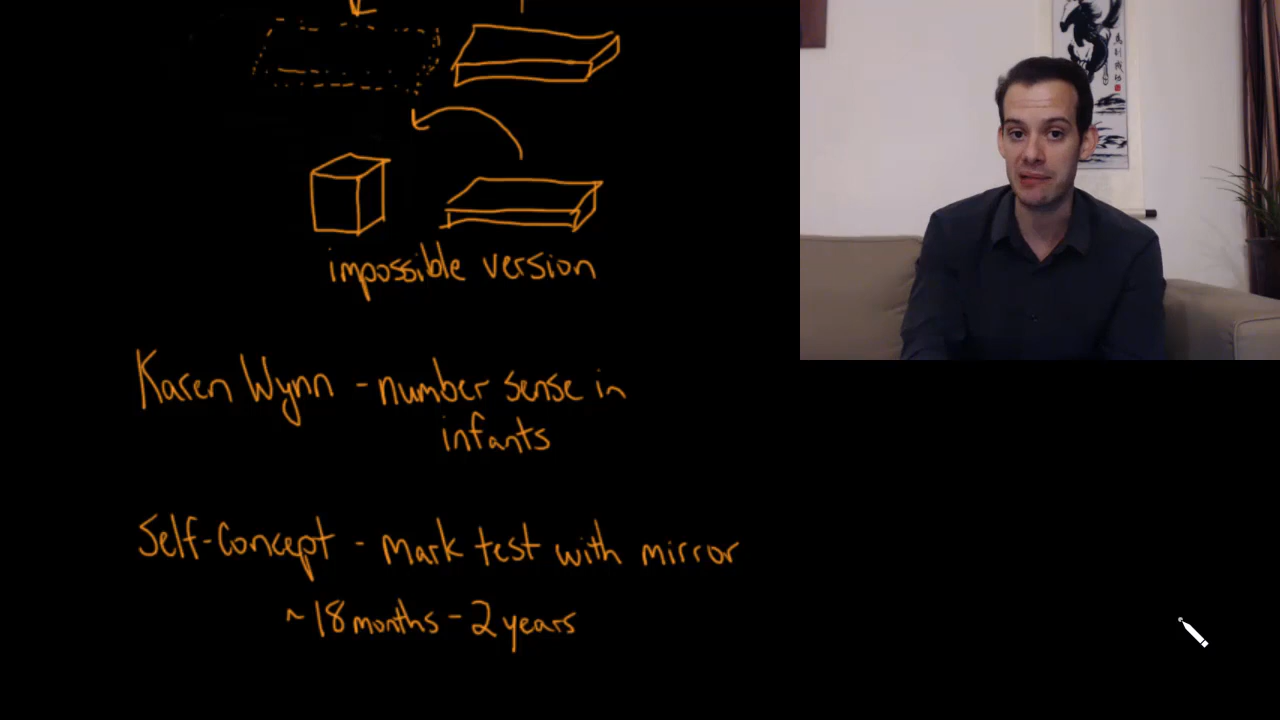 impossible version
Karen Wynn - number sense in
infants
Self-Concept - Mark test with mirror
~18 months - 2 years